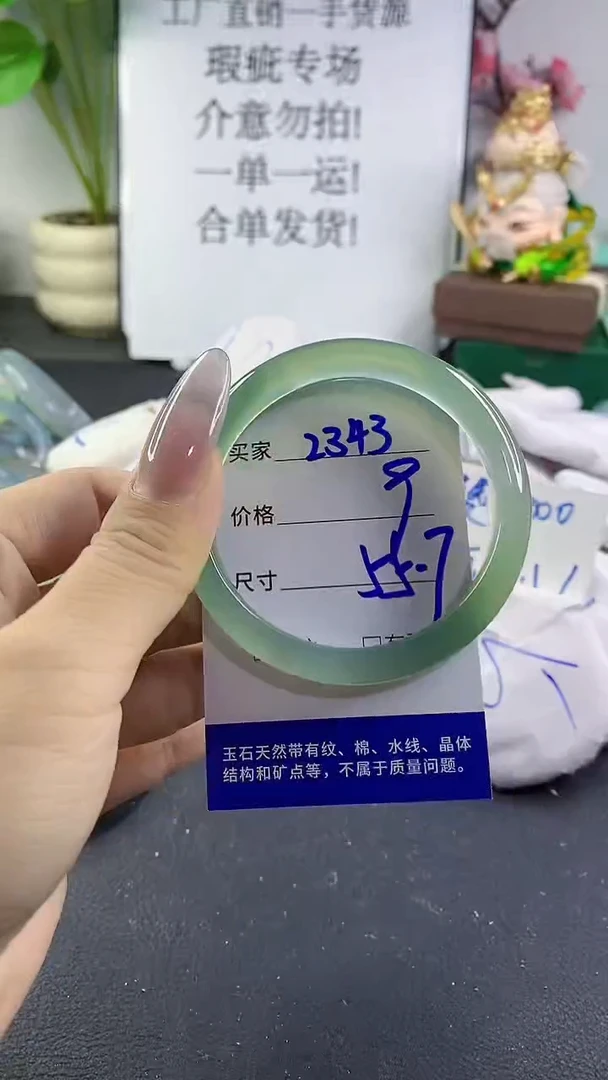 工厂直销一手货源
瑕疵专场
介意勿拍!
一单一运!
合单发货!
买家 2343
价格
尺寸 55.7
玉石天然带有纹、棉、水线、晶体
结构和矿点等，不属于质量问题。